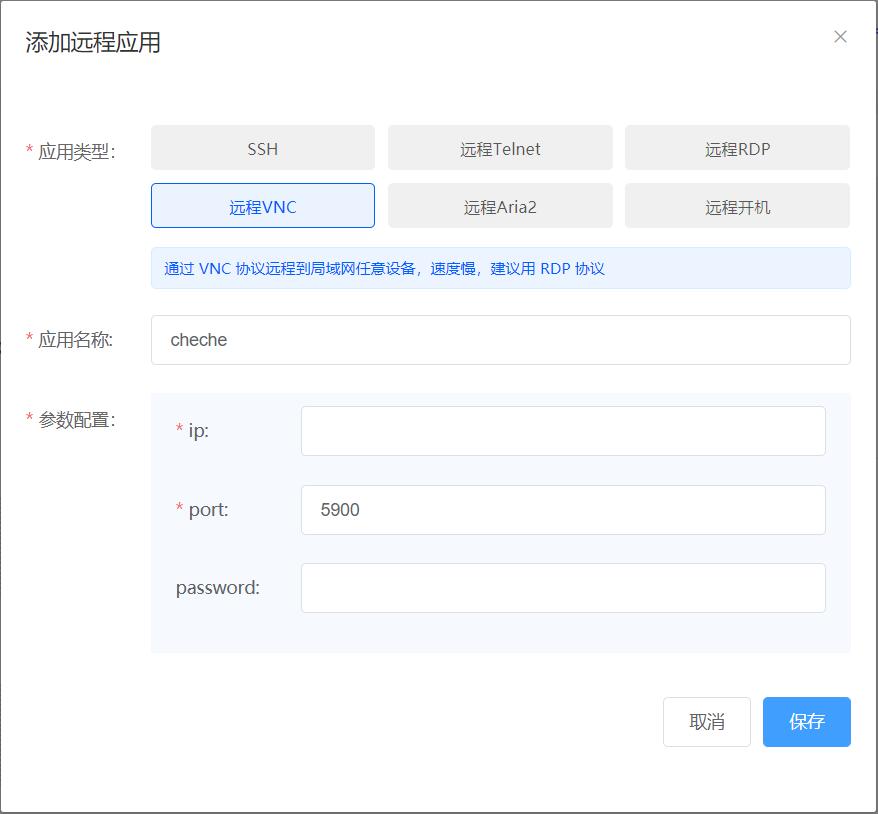 添加远程应用
* 应用类型:
SSH 远程Telnet 远程RDP
远程VNC 远程Aria2 远程开机
通过 VNC 协议远程到局域网任意设备，速度慢，建议用 RDP 协议
* 应用名称: cheche
* 参数配置:
* ip:
* port: 5900
password:
取消 保存